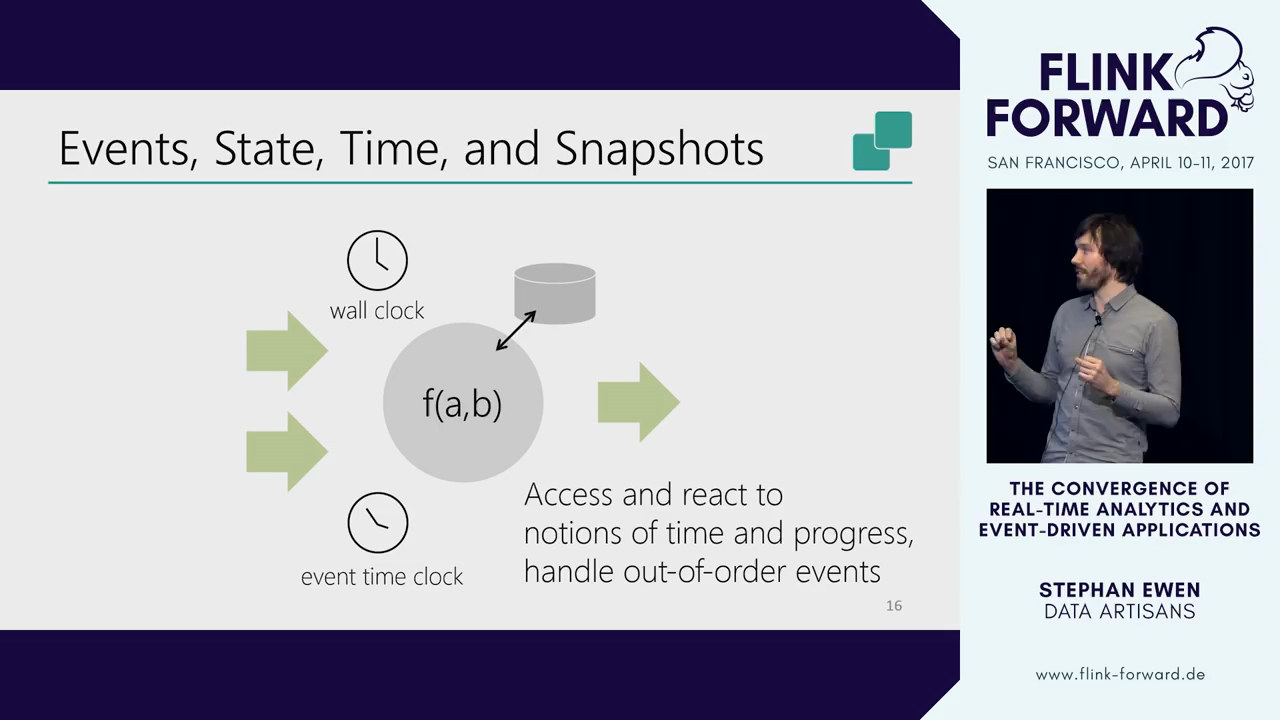 Events, State, Time, and Snapshots
wall clock
f(a,b)
event time clock
Access and react to
notions of time and progress,
handle out-of-order events
16
FLINK
FORWARD
SAN FRANCISCO, APRIL 10-11, 2017
THE CONVERGENCE OF
REAL-TIME ANALYTICS AND
EVENT-DRIVEN APPLICATIONS
STEPHAN EWEN
DATA ARTISANS
www.flink-forward.de